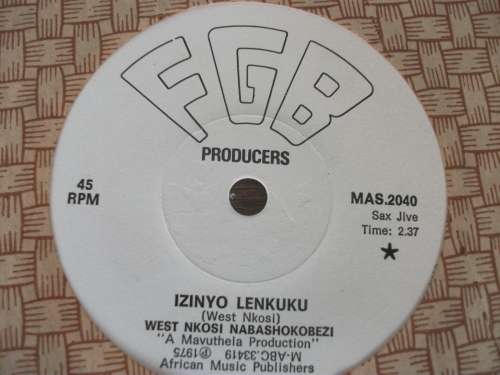 FGB
PRODUCERS
45
RPM
MAS.2040
Sax Jive
Time: 2.37
★
IZINYO LENKUKU
(West Nkosi)
WEST NKOSI NABASHOKOBEZI
"A Mavuthela Production"
M-ABC.33419 ℗1975
African Music Publishers